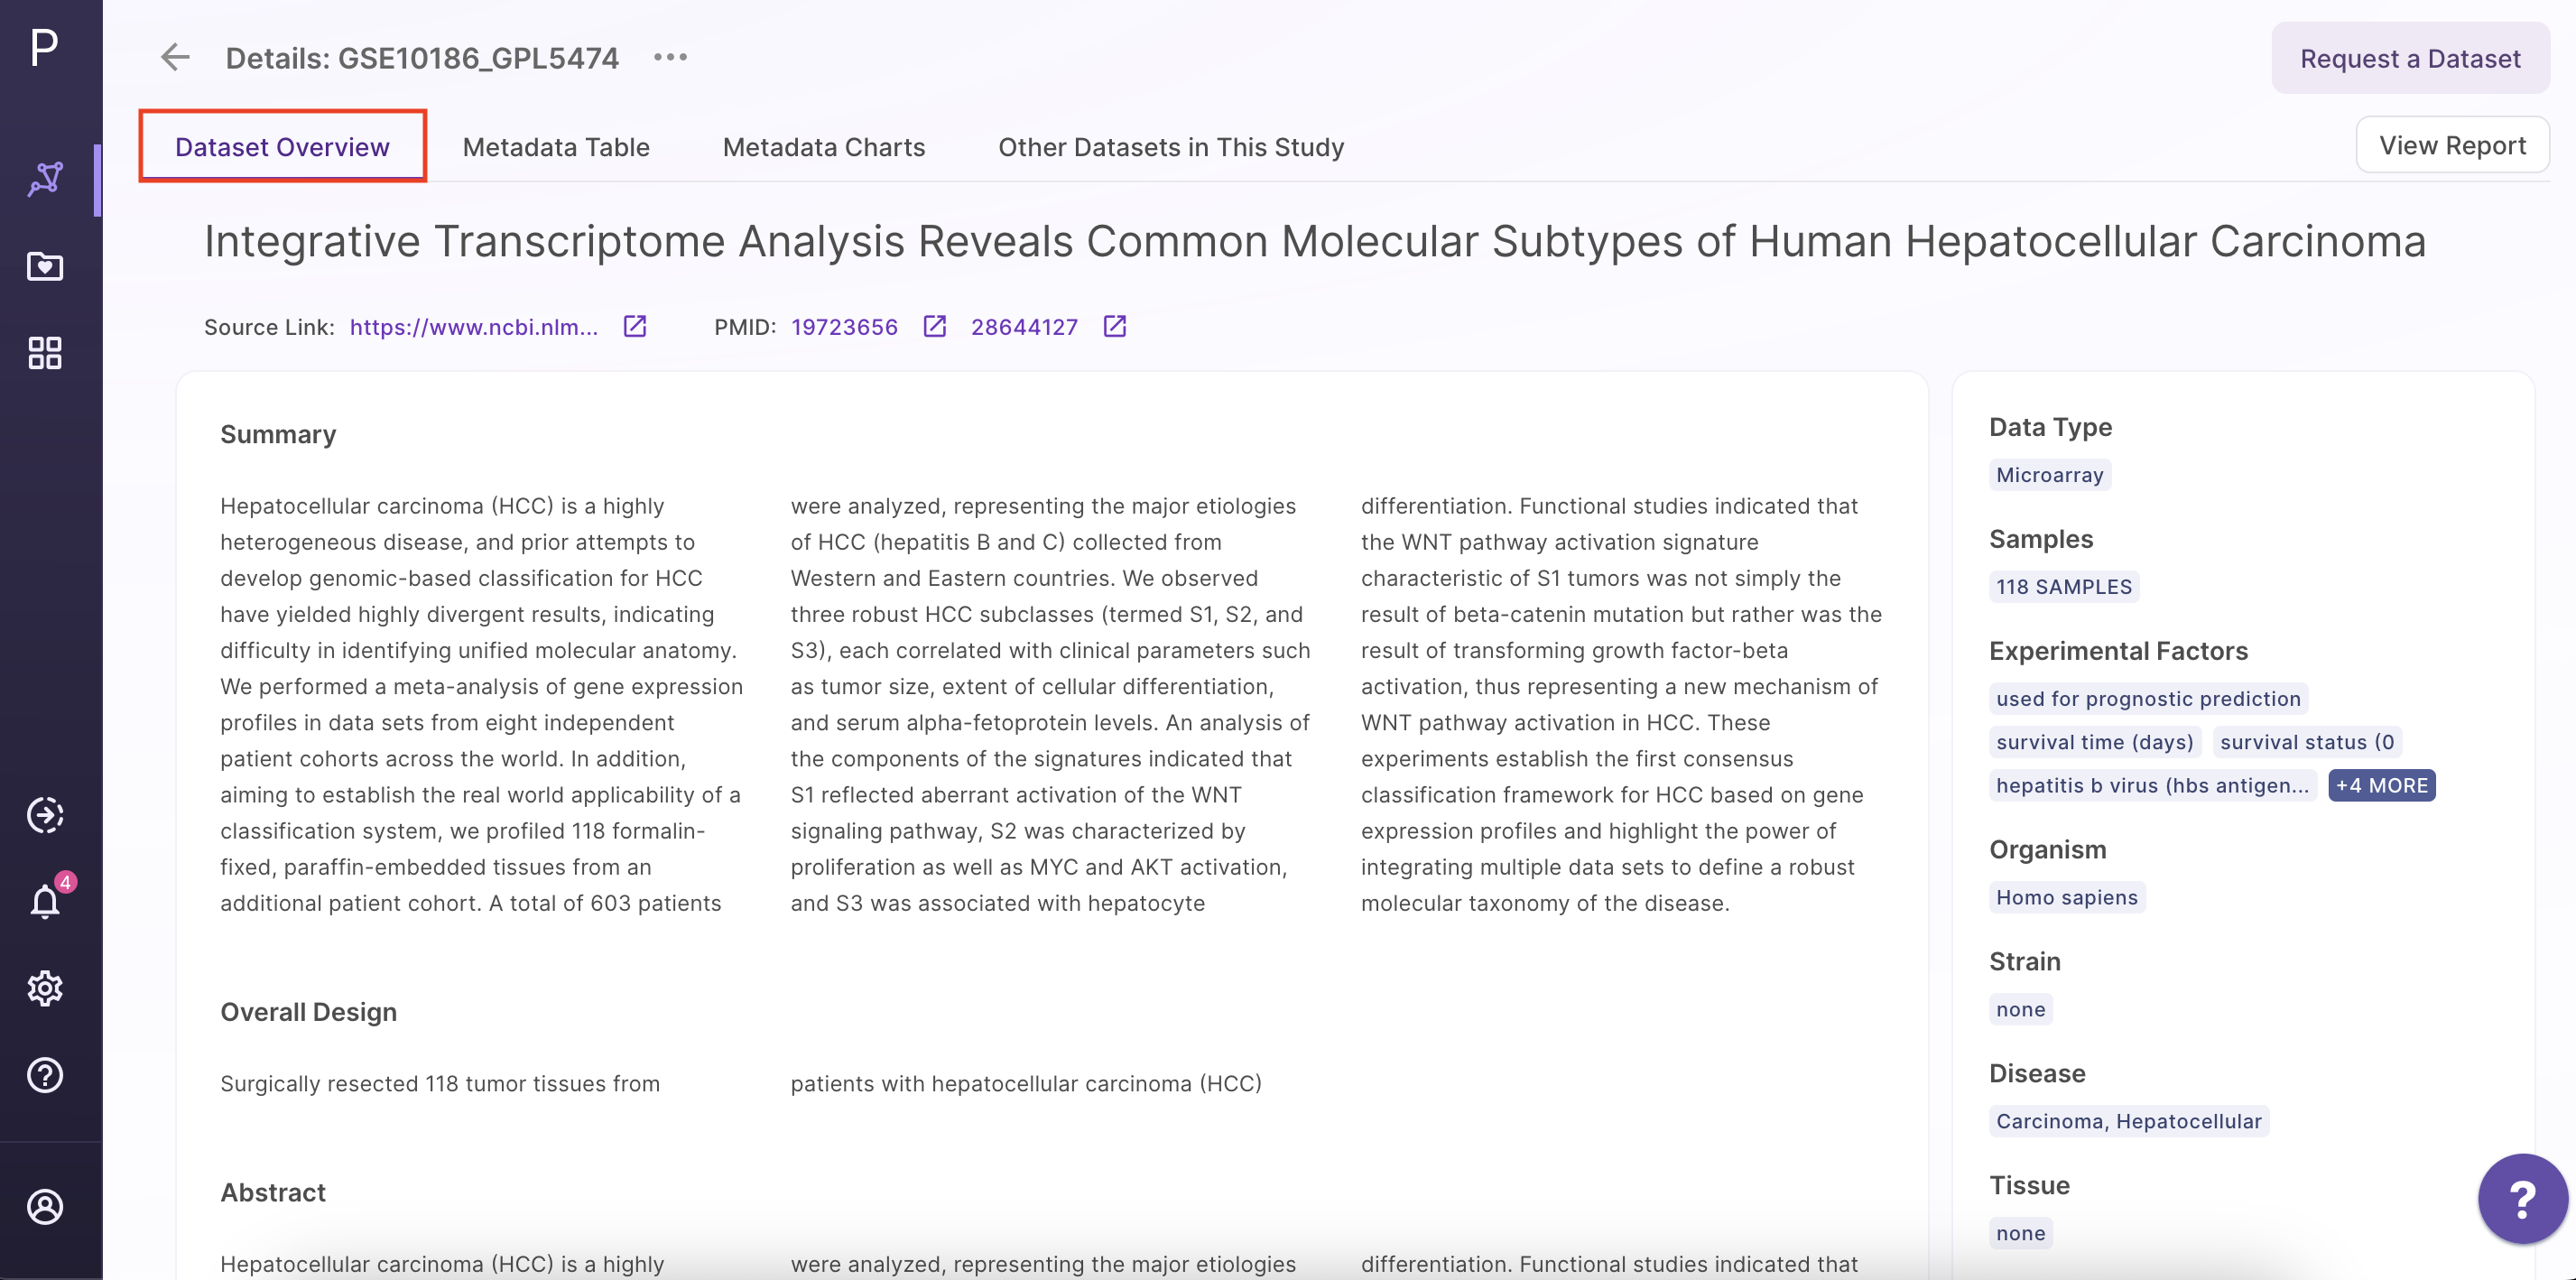 P
Details: GSE10186_GPL5474
Request a Dataset
Dataset Overview
Metadata Table
Metadata Charts
Other Datasets in This Study
View Report
Integrative Transcriptome Analysis Reveals Common Molecular Subtypes of Human Hepatocellular Carcinoma
Source Link: https://www.ncbi.nlm... PMID: 19723656 28644127
Summary
Hepatocellular carcinoma (HCC) is a highly
heterogeneous disease, and prior attempts to
develop genomic-based classification for HCC
have yielded highly divergent results, indicating
difficulty in identifying unified molecular anatomy.
We performed a meta-analysis of gene expression
profiles in data sets from eight independent
patient cohorts across the world. In addition,
aiming to establish the real world applicability of a
classification system, we profiled 118 formalin-
fixed, paraffin-embedded tissues from an
additional patient cohort. A total of 603 patients
were analyzed, representing the major etiologies
of HCC (hepatitis B and C) collected from
Western and Eastern countries. We observed
three robust HCC subclasses (termed S1, S2, and
S3), each correlated with clinical parameters such
as tumor size, extent of cellular differentiation,
and serum alpha-fetoprotein levels. An analysis of
the components of the signatures indicated that
S1 reflected aberrant activation of the WNT
signaling pathway, S2 was characterized by
proliferation as well as MYC and AKT activation,
and S3 was associated with hepatocyte
differentiation. Functional studies indicated that
the WNT pathway activation signature
characteristic of S1 tumors was not simply the
result of beta-catenin mutation but rather was the
result of transforming growth factor-beta
activation, thus representing a new mechanism of
WNT pathway activation in HCC. These
experiments establish the first consensus
classification framework for HCC based on gene
expression profiles and highlight the power of
integrating multiple data sets to define a robust
molecular taxonomy of the disease.
Overall Design
Surgically resected 118 tumor tissues from
patients with hepatocellular carcinoma (HCC)
Abstract
Hepatocellular carcinoma (HCC) is a highly
were analyzed, representing the major etiologies
differentiation. Functional studies indicated that
Data Type
Microarray
Samples
118 SAMPLES
Experimental Factors
used for prognostic prediction
survival time (days) survival status (0
hepatitis b virus (hbs antigen... +4 MORE
Organism
Homo sapiens
Strain
none
Disease
Carcinoma, Hepatocellular
Tissue
none
4
?
?